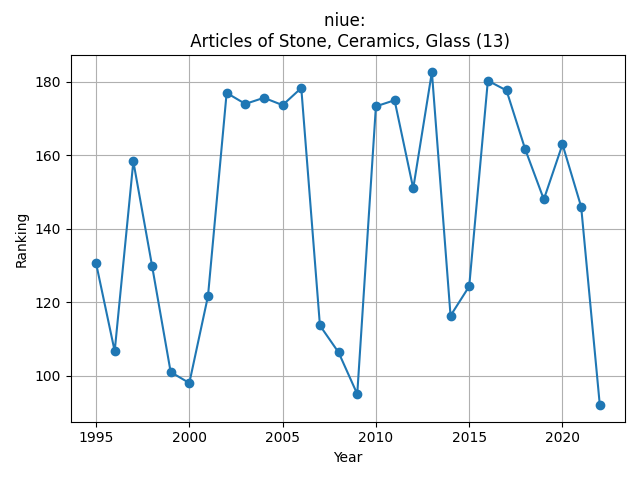 niue:
Articles of Stone, Ceramics, Glass (13)
180
160
140
120
100
Ranking
1995
2000
2005
2010
2015
2020
Year